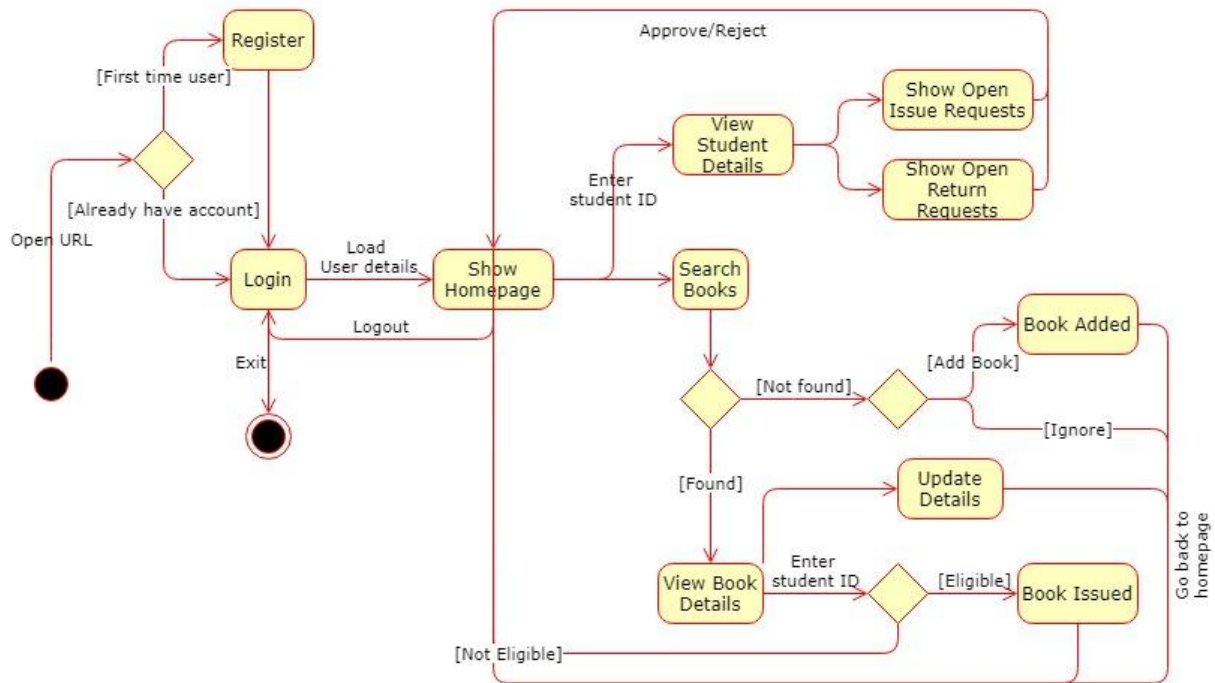 Approve/Reject
Register
[First time user]
Show Open
Issue Requests
View
Student
Details
Show Open
Return
Requests
Enter
student ID
[Already have account]
Open URL
Load
User details
Login
Show
Homepage
Search
Books
Logout
Exit
Book Added
[Add Book]
[Not found]
[Ignore]
[Found]
Update
Details
Go back to
homepage
Enter
student ID
View Book
Details
[Eligible]
Book Issued
[Not Eligible]